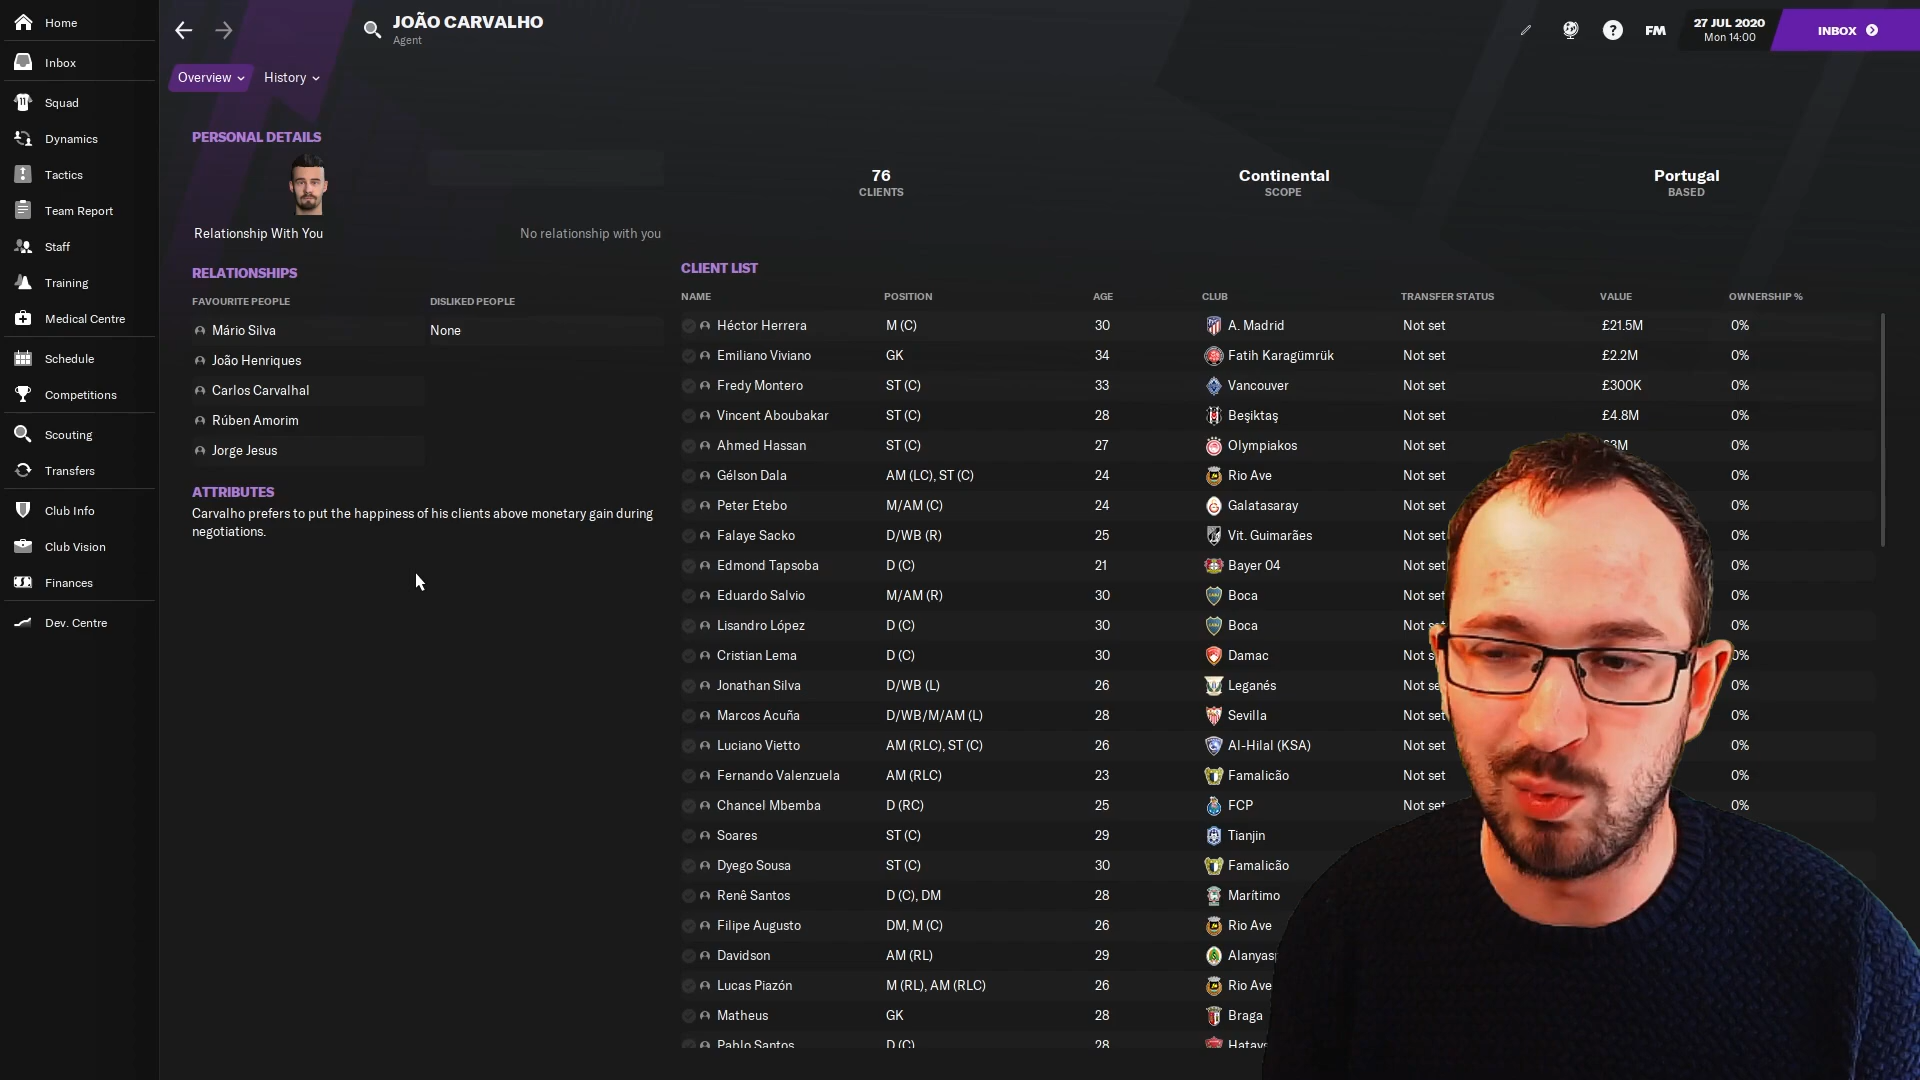 Home
Inbox
Squad
Dynamics
Tactics
Team Report
Staff
Training
Medical Centre
Schedule
Competitions
Scouting
Transfers
Club Info
Club Vision
Finances
Dev. Centre
JOÃO CARVALHO
Agent
FM
27 JUL 2020
Mon 14:00
INBOX
Overview
History
PERSONAL DETAILS
Relationship With You
No relationship with you
76
CLIENTS
Continental
SCOPE
Portugal
BASED
RELATIONSHIPS
FAVOURITE PEOPLE DISLIKED PEOPLE
Mário Silva None
João Henriques
Carlos Carvalhal
Rúben Amorim
Jorge Jesus
ATTRIBUTES
Carvalho prefers to put the happiness of his clients above monetary gain during
negotiations.
CLIENT LIST
NAME POSITION AGE CLUB TRANSFER STATUS VALUE OWNERSHIP %
Héctor Herrera M (C) 30 A. Madrid Not set £21.5M 0%
Emiliano Viviano GK 34 Fatih Karagümrük Not set £2.2M 0%
Fredy Montero ST (C) 33 Vancouver Not set £300K 0%
Vincent Aboubakar ST (C) 28 Beşiktaş Not set £4.8M 0%
Ahmed Hassan ST (C) 27 Olympiakos Not set £3M 0%
Gélson Dala AM (LC), ST (C) 24 Rio Ave Not set 0%
Peter Etebo M/AM (C) 24 Galatasaray Not set 0%
Falaye Sacko D/WB (R) 25 Vit. Guimarães Not set 0%
Edmond Tapsoba D (C) 21 Bayer 04 Not set 0%
Eduardo Salvio M/AM (R) 30 Boca Not set 0%
Lisandro López D (C) 30 Boca Not 0%
Cristian Lema D (C) 30 Damac Not 0%
Jonathan Silva D/WB (L) 26 Leganés Not 0%
Marcos Acuña D/WB/M/AM (L) 28 Sevilla Not set 0%
Luciano Vietto AM (RLC), ST (C) 26 Al-Hilal (KSA) Not set 0%
Fernando Valenzuela AM (RLC) 23 Famalicão Not set 0%
Chancel Mbemba D (RC) 25 FCP Not set 0%
Soares ST (C) 29 Tianjin
Dyego Sousa ST (C) 30 Famalicão
Renê Santos D (C), DM 28 Marítimo
Filipe Augusto DM, M (C) 26 Rio Ave
Davidson AM (RL) 29
Lucas Piazón M (RL), AM (RLC) 26 Rio Ave
Matheus GK 28 Braga
Pablo Santos D (C) 28